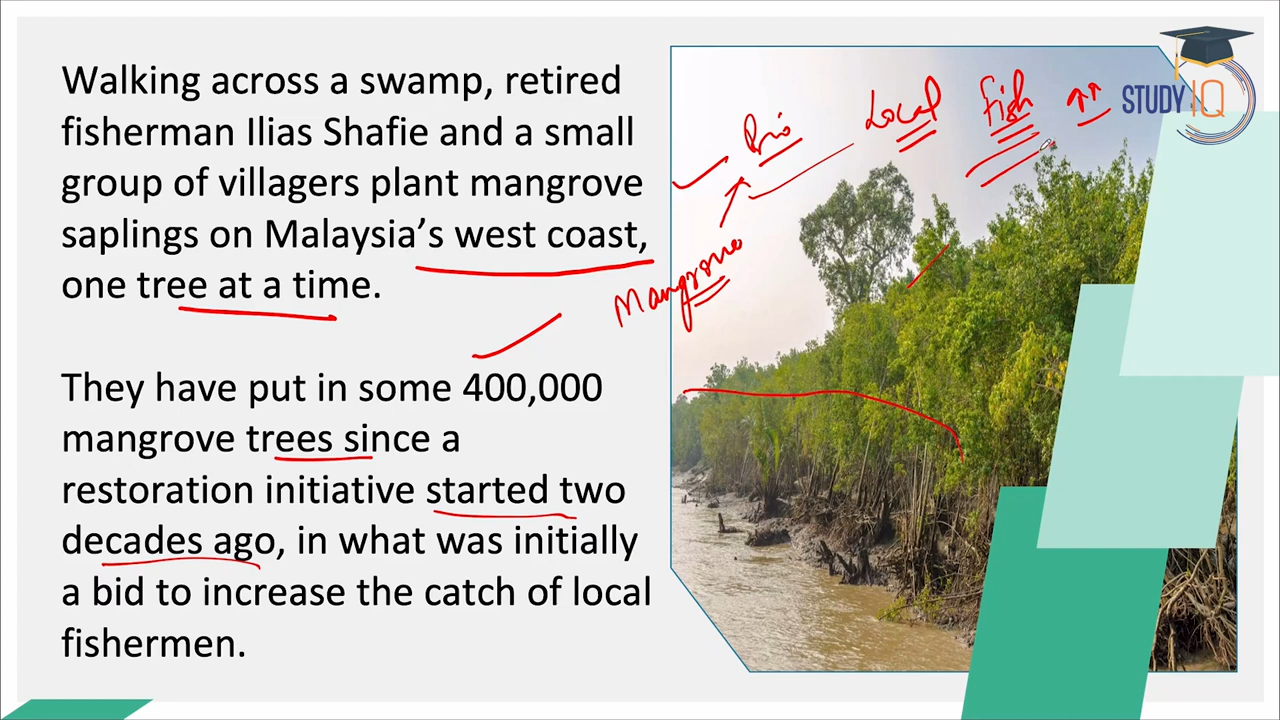 Walking across a swamp, retired
fisherman Ilias Shafie and a small
group of villagers plant mangrove
saplings on Malaysia's west coast,
one tree at a time.
They have put in some 400,000
mangrove trees since a
restoration initiative started two
decades ago, in what was initially
a bid to increase the catch of local
fishermen.
Bio
Local Fish
Mangrove
STUDY IQ